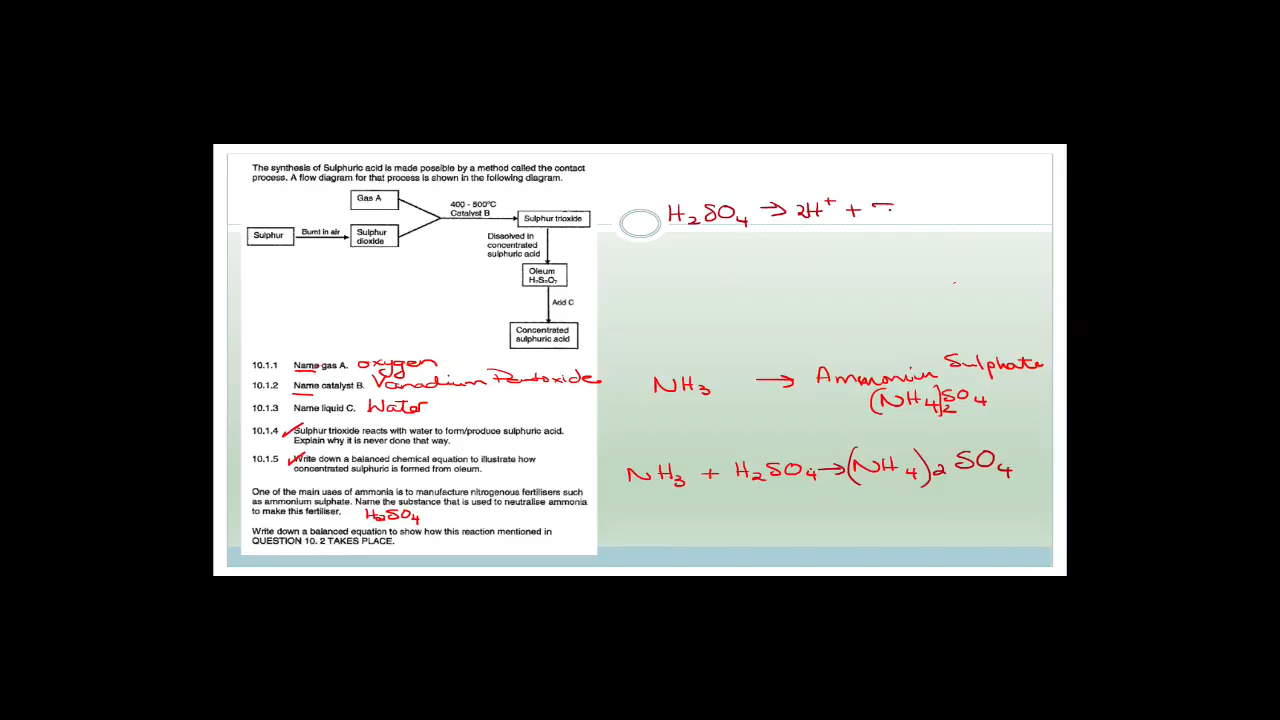 The synthesis of Sulphuric acid is made possible by a method called the contact
process. A flow diagram for that process is shown in the following diagram.
Gas A
400 - 500°C
Catalyst B
Sulphur trioxide
Sulphur
Burnt in air
Sulphur
dioxide
Dissolved in
concentrated
sulphuric acid
Oleum
H₂S₂O₇
Add C
Concentrated
sulphuric acid
10.1.1 Name gas A. oxygen
10.1.2 Name catalyst B. Vanadium Pentoxide
10.1.3 Name liquid C. Water
10.1.4 Sulphur trioxide reacts with water to form/produce sulphuric acid.
Explain why it is never done that way.
10.1.5 Write down a balanced chemical equation to illustrate how
concentrated sulphuric is formed from oleum.
One of the main uses of ammonia is to manufacture nitrogenous fertilisers such
as ammonium sulphate. Name the substance that is used to neutralise ammonia
to make this fertiliser.
H₂SO₄
Write down a balanced equation to show how this reaction mentioned in
QUESTION 10. 2 TAKES PLACE.
H₂SO₄ → 2H⁺ +
NH₃ → Ammonium Sulphate
(NH₄)₂SO₄
NH₃ + H₂SO₄ → (NH₄)₂SO₄